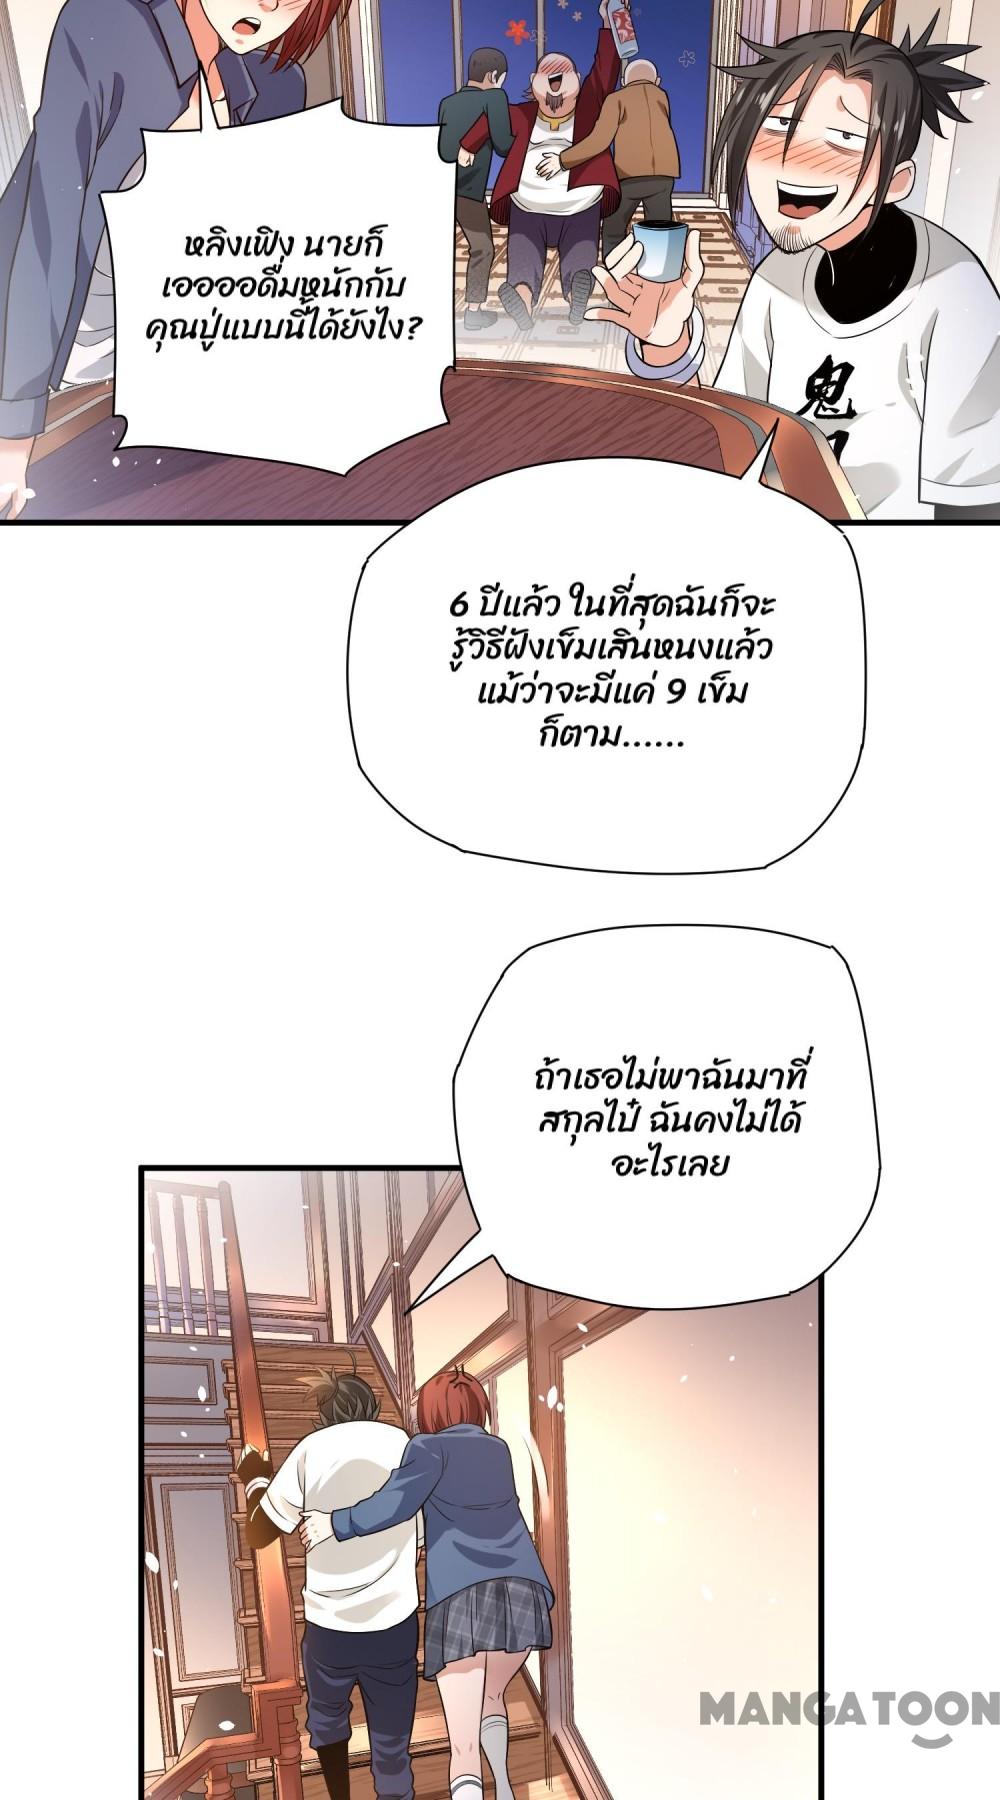 หลิงเฟิง นายก็
เออออดื่มหนักกับ
คุณปู่แบบนี้ได้ยังไง?
鬼
6 ปีแล้ว ในที่สุดฉันก็จะ
รู้วิธีฝังเข็มเสินหนงแล้ว
แม้ว่าจะมีแค่ 9 เข็ม
ก็ตาม......
ถ้าเธอไม่พาฉันมาที่
สกุลไป๋ ฉันคงไม่ได้
อะไรเลย
MANGATOON